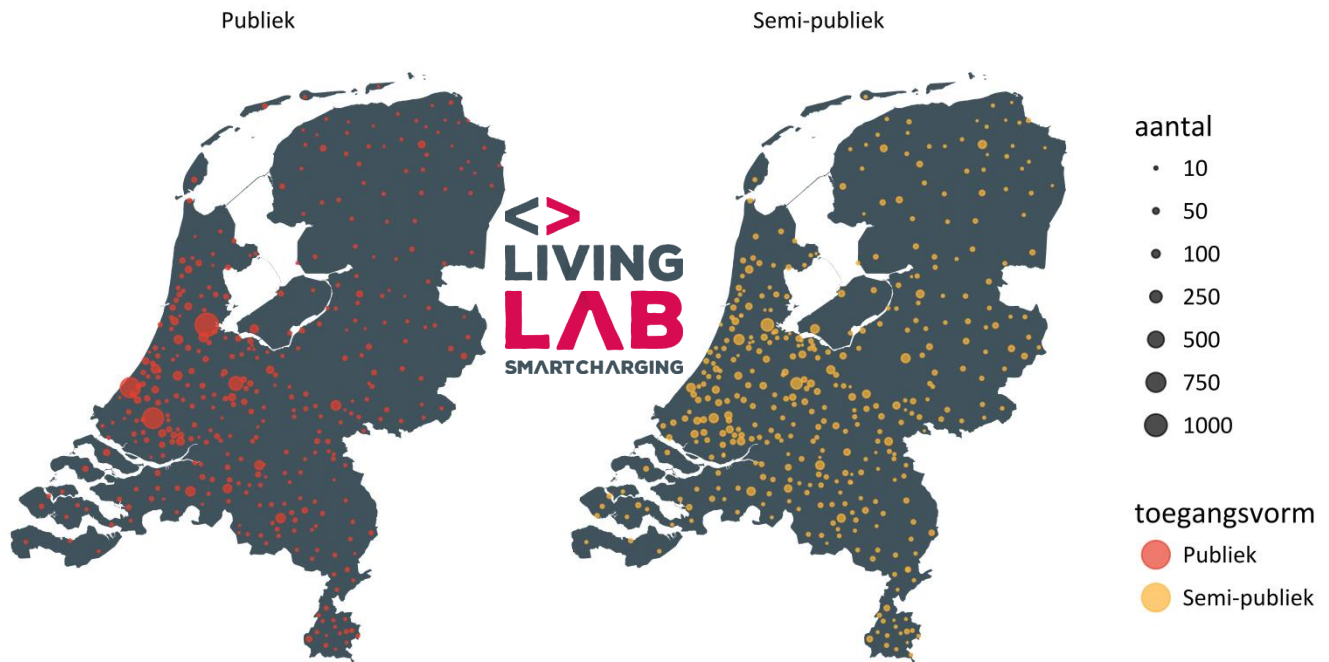 Publiek
Semi-publiek
<>
LIVING
LAB
SMARTCHARGING
aantal
10
50
100
250
500
750
1000
toegangsvorm
Publiek
Semi-publiek